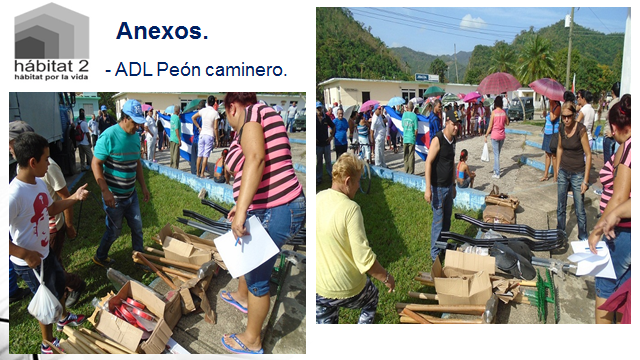 Anexos.
hábitat 2
hábitat por la vida
- ADL Peón caminero.